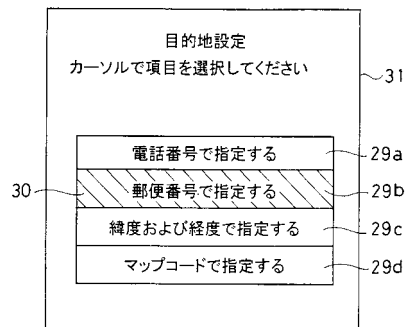 目的地設定
カーソルで項目を選択してください
31
電話番号で指定する
29a
30
郵便番号で指定する
29b
緯度および経度で指定する
29c
マップコードで指定する
29d